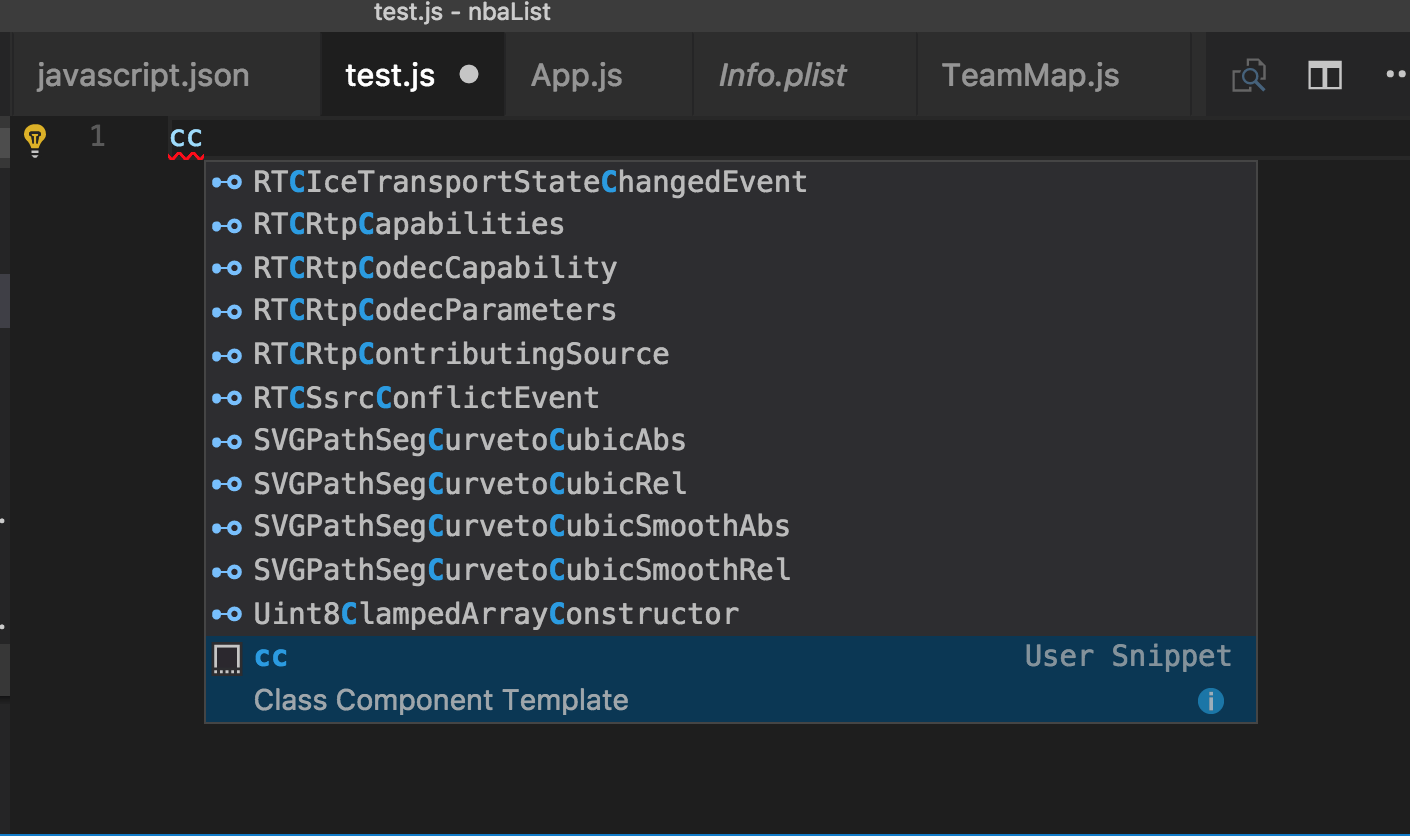 test.js - nbaList
javascript.json test.js App.js Info.plist TeamMap.js
1 cc
RTCIceTransportStateChangedEvent
RTCRtpCapabilities
RTCRtpCodecCapability
RTCRtpCodecParameters
RTCRtpContributingSource
RTCSsrcConflictEvent
SVGPathSegCurvetoCubicAbs
SVGPathSegCurvetoCubicRel
SVGPathSegCurvetoCubicSmoothAbs
SVGPathSegCurvetoCubicSmoothRel
Uint8ClampedArrayConstructor
cc User Snippet
Class Component Template